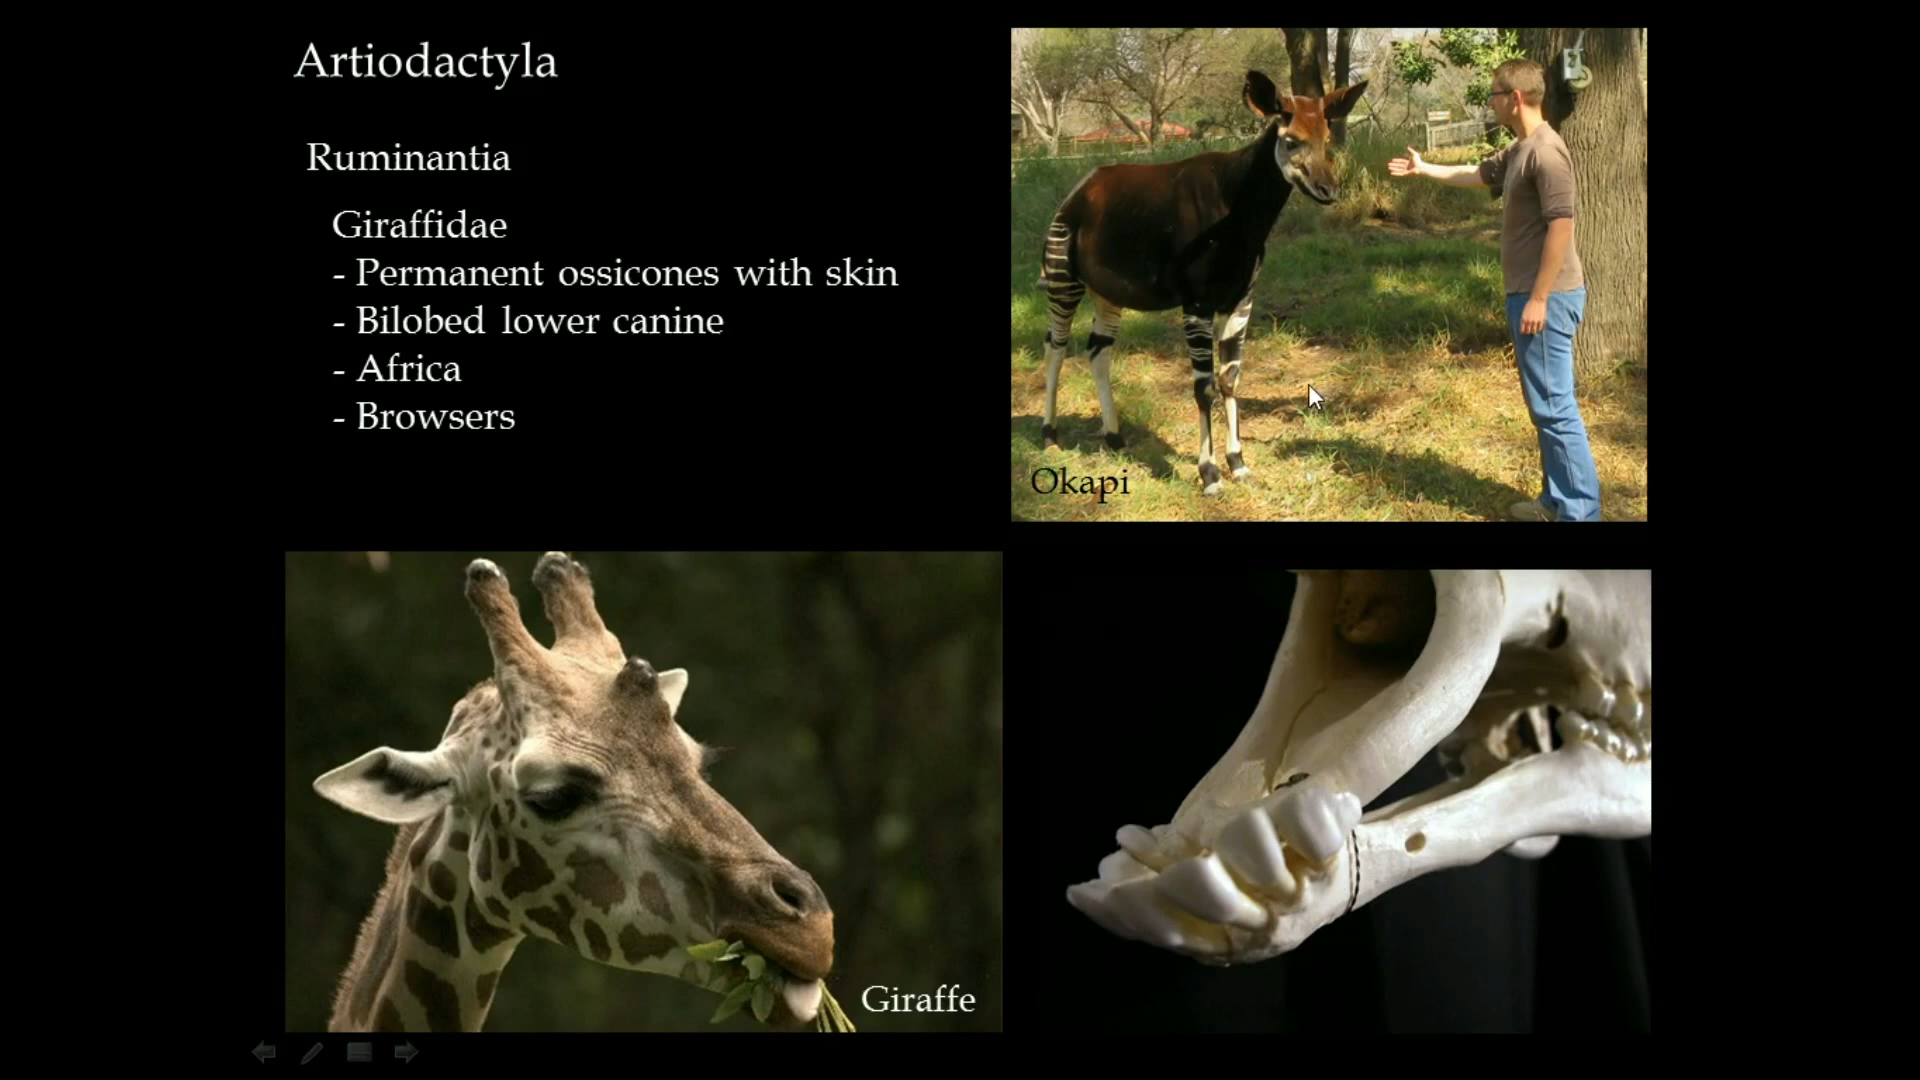 Artiodactyla
Ruminantia
Giraffidae
- Permanent ossicones with skin
- Bilobed lower canine
- Africa
- Browsers
Okapi
Giraffe